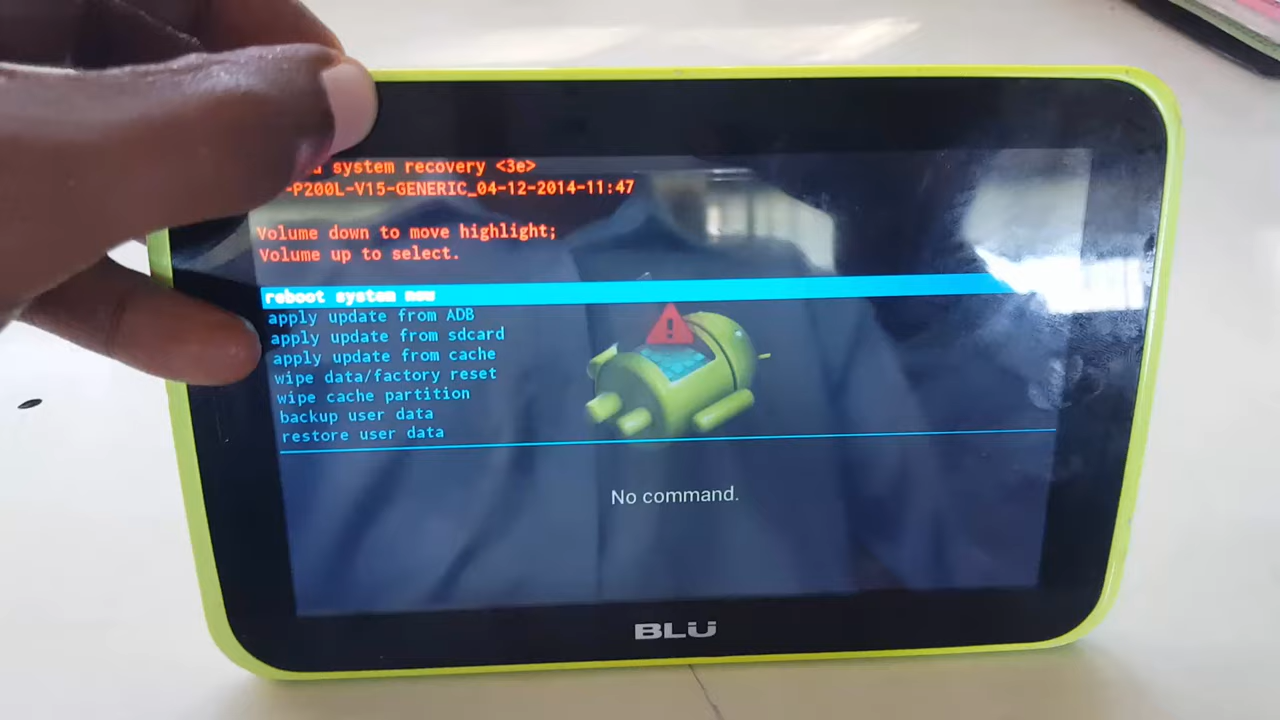 system recovery <3e>
-P200L-V15-GENERIC_04-12-2014-11:47
Volume down to move highlight;
Volume up to select.
reboot system now
apply update from ADB
apply update from sdcard
apply update from cache
wipe data/factory reset
wipe cache partition
backup user data
restore user data
No command.
BLU